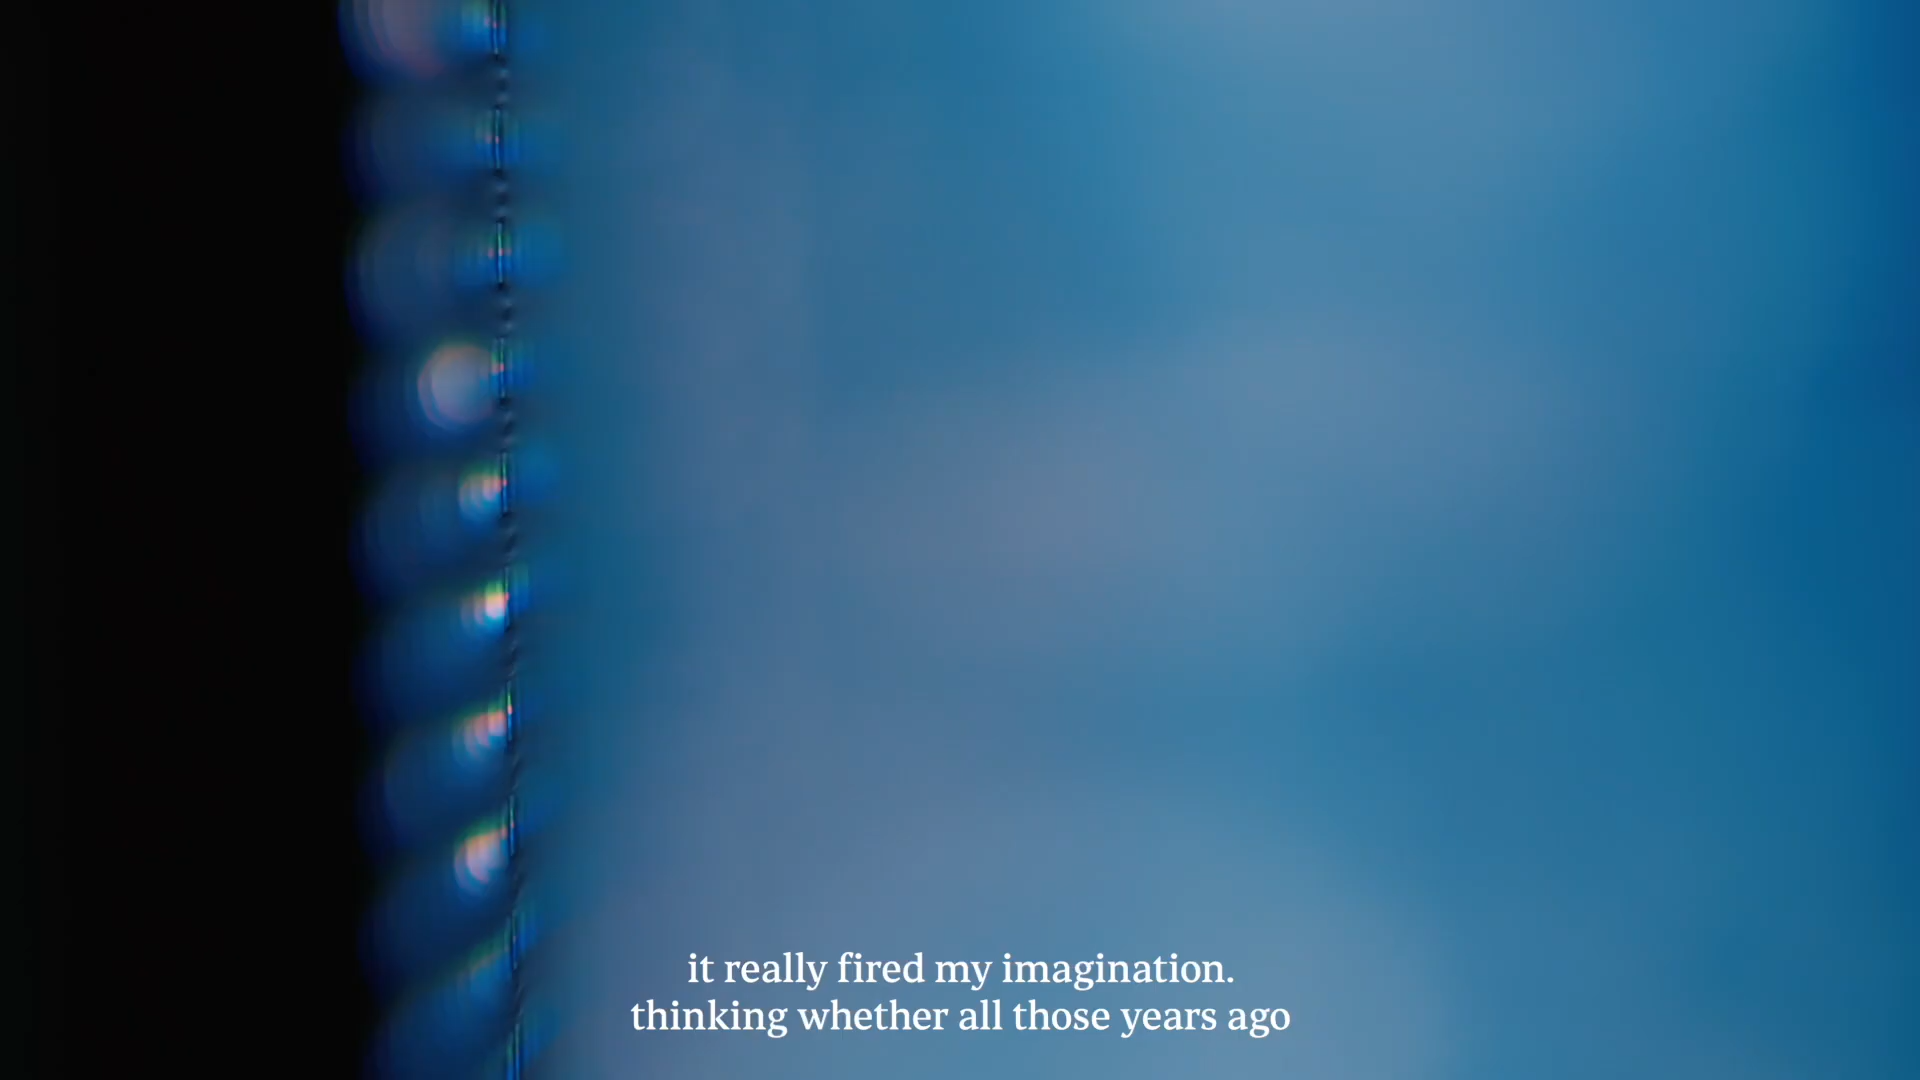 it really fired my imagination.
thinking whether all those years ago